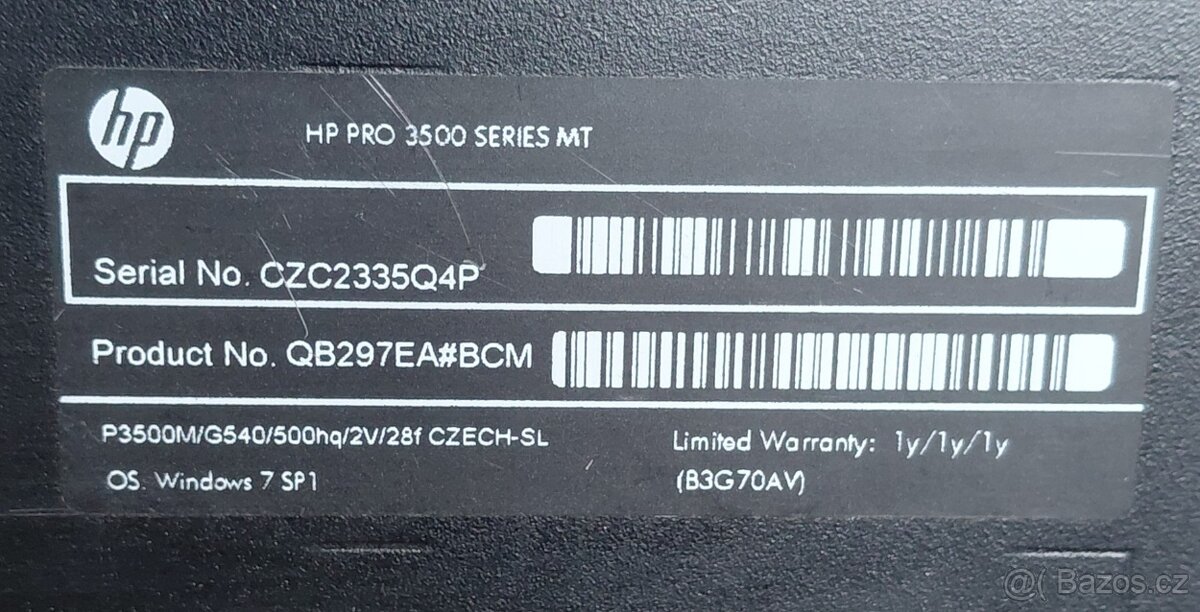 hp
HP PRO 3500 SERIES MT
Serial No. CZC2335Q4P
Product No. QB297EA#BCM
P3500M/G540/500hq/2V/28f CZECH-SL
Limited Warranty: 1y/1y/1y
OS. Windows 7 SP1
(B3G70AV)
@( Bazos.cz